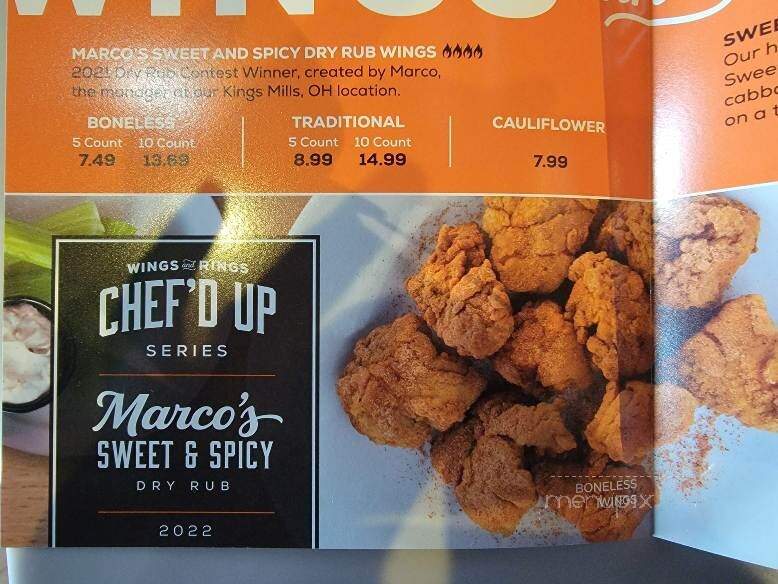 WINGS
MARCO'S SWEET AND SPICY DRY RUB WINGS
2021 Dry Rub Contest Winner, created by Marco,
the manager at our Kings Mills, OH location.
BONELESS
5 Count 10 Count
7.49 13.69
TRADITIONAL
5 Count 10 Count
8.99 14.99
CAULIFLOWER
7.99
SWEE
Our h
Swee
cabba
on a t
WINGS and RINGS
CHEF'D UP
SERIES
Marco's
SWEET & SPICY
DRY RUB
2022
BONELESS
WINGS
menupix